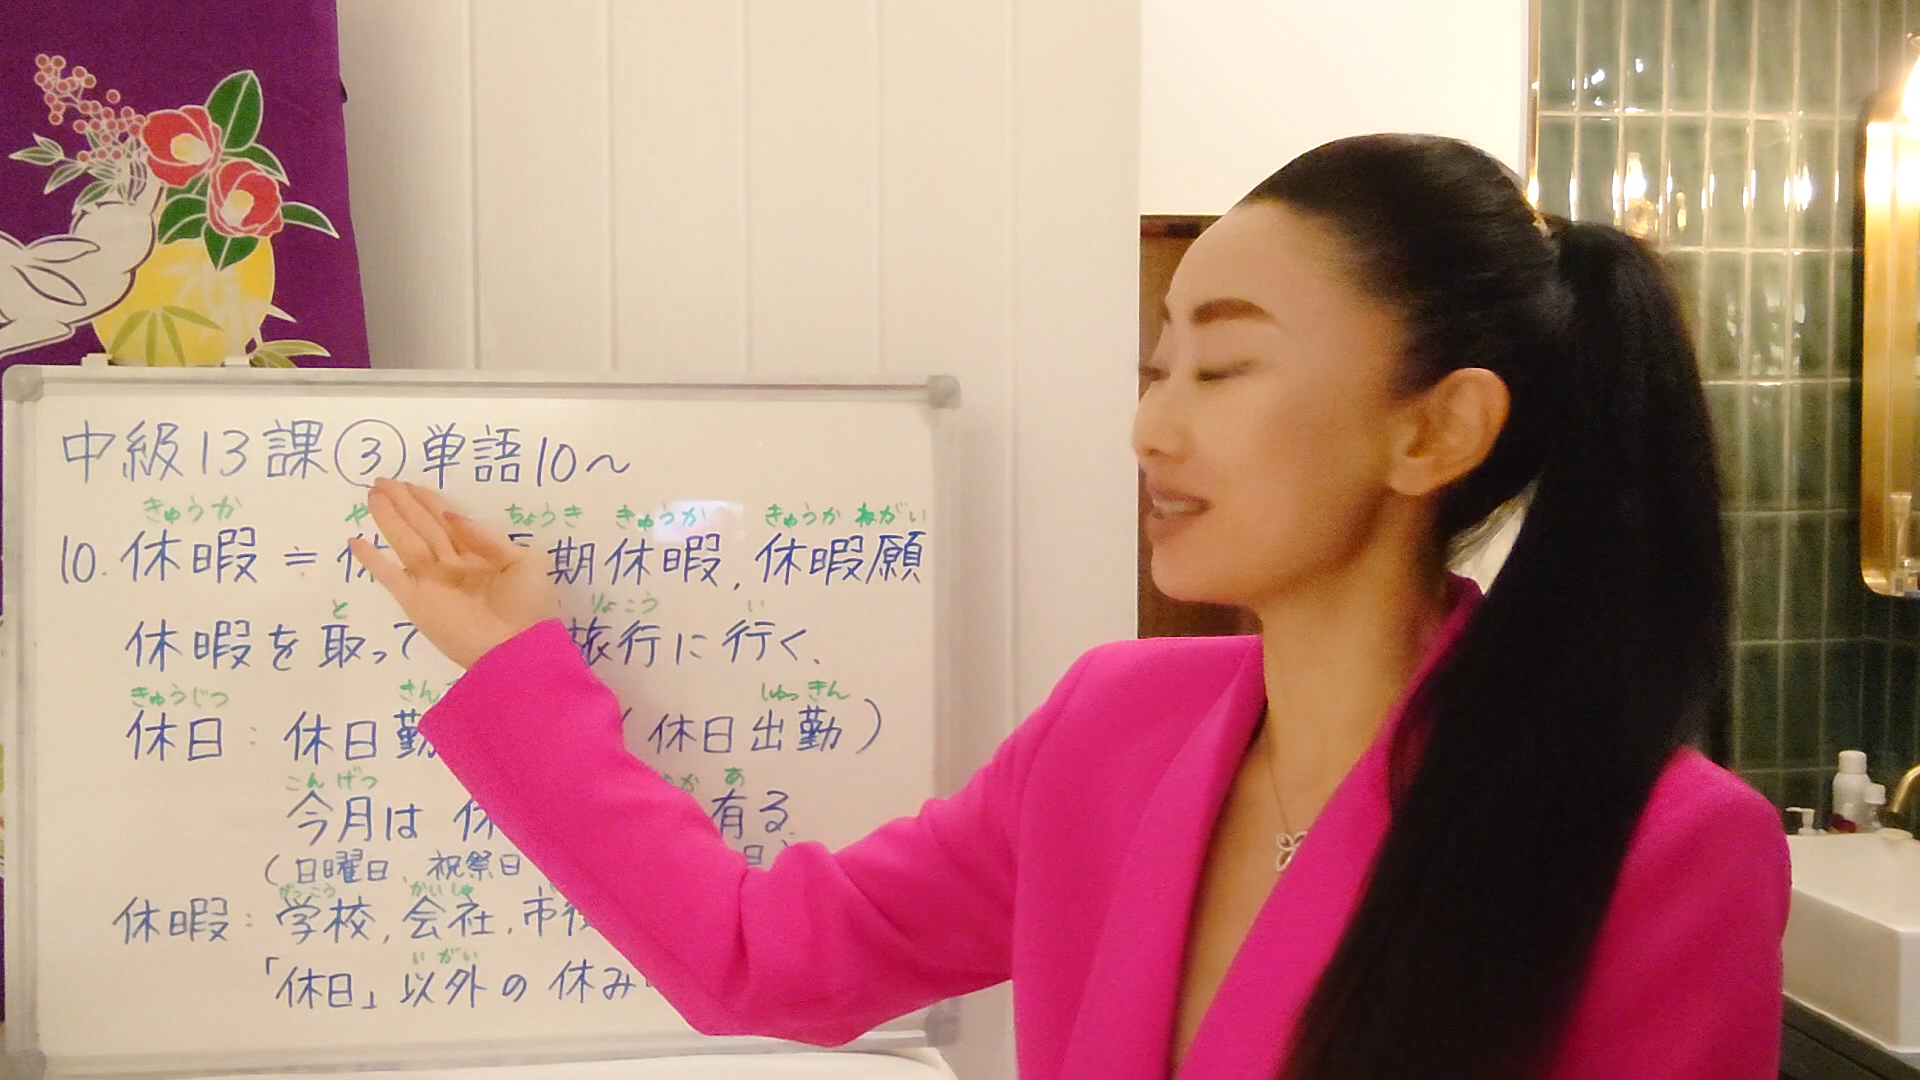 中級13課③単語10～
きゅうか や ちょうき きゅうか きゅうか ねがい
10.休暇≒休 期休暇,休暇願
と りょこう い
休暇を取って 旅行に行く.
きゅうじつ きん しゅっきん
休日:休日勤 (休日出勤)
こんげつ か あ
今月は 休 有る.
(日曜日、祝祭日 日)
がっこう かいしゃ
休暇:学校,会社,市役
いがい
「休日」以外の休み